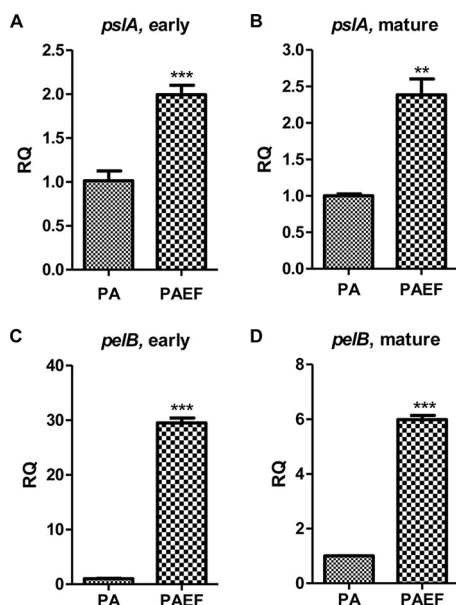 A
pslA, early
RQ
2.5
2.0
1.5
1.0
0.5
0.0
***
PA
PAEF
B
pslA, mature
RQ
3.0
2.5
2.0
1.5
1.0
0.5
0.0
**
PA
PAEF
C
pelB, early
RQ
40
30
20
10
0
***
PA
PAEF
D
pelB, mature
RQ
8
6
4
2
0
***
PA
PAEF